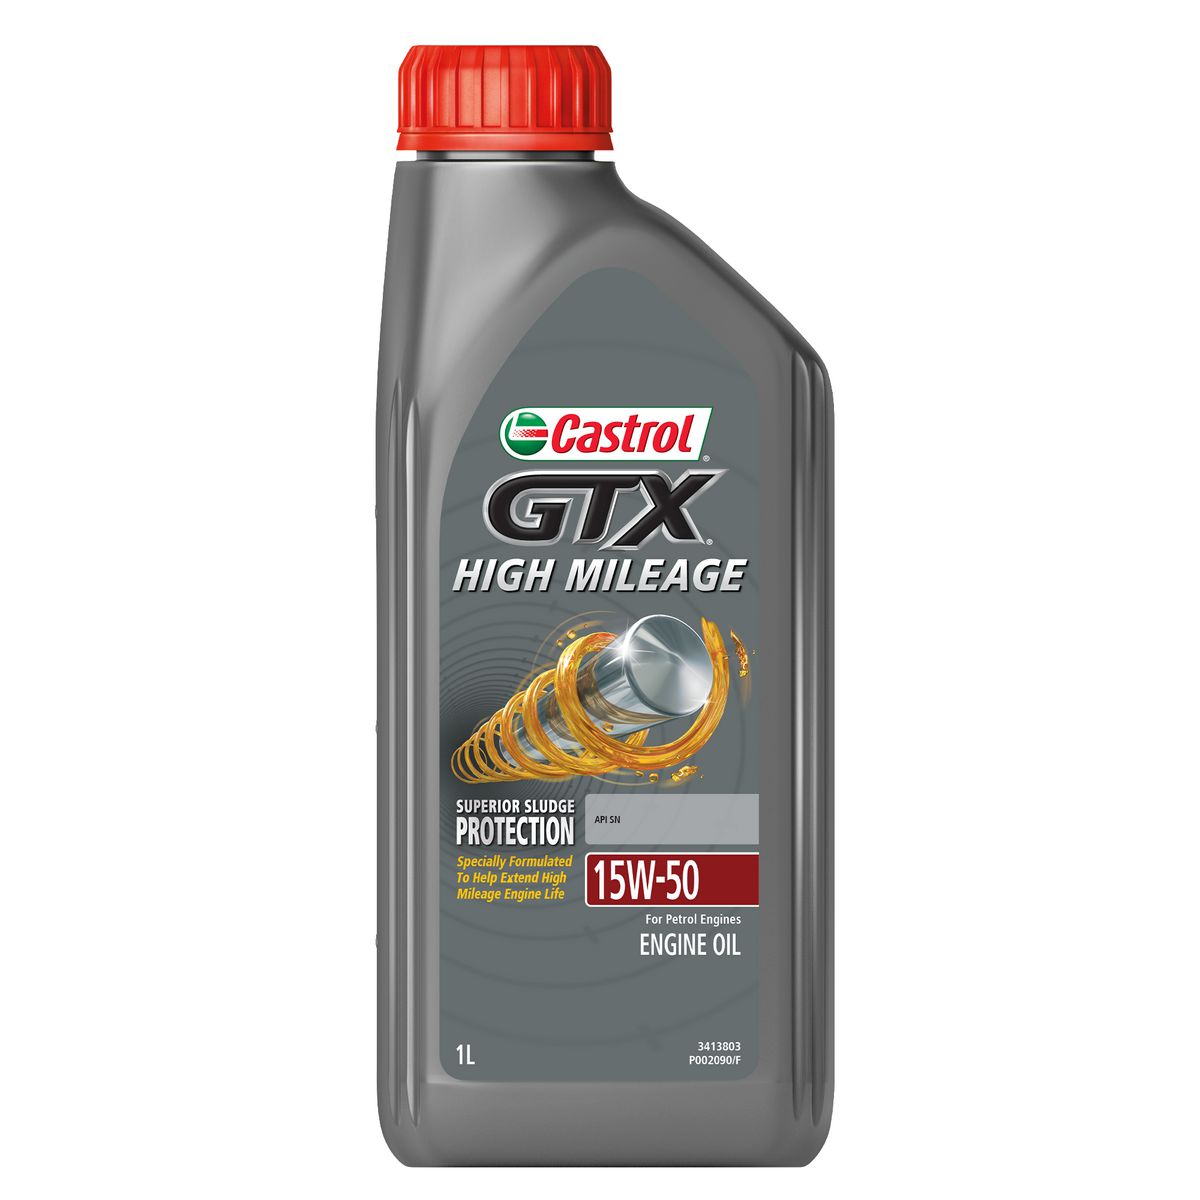 Castrol
GTX
HIGH MILEAGE
SUPERIOR SLUDGE
PROTECTION
Specially Formulated
To Help Extend High
Mileage Engine Life
API SN
15W-50
For Petrol Engines
ENGINE OIL
1L
3413803
P002090/F